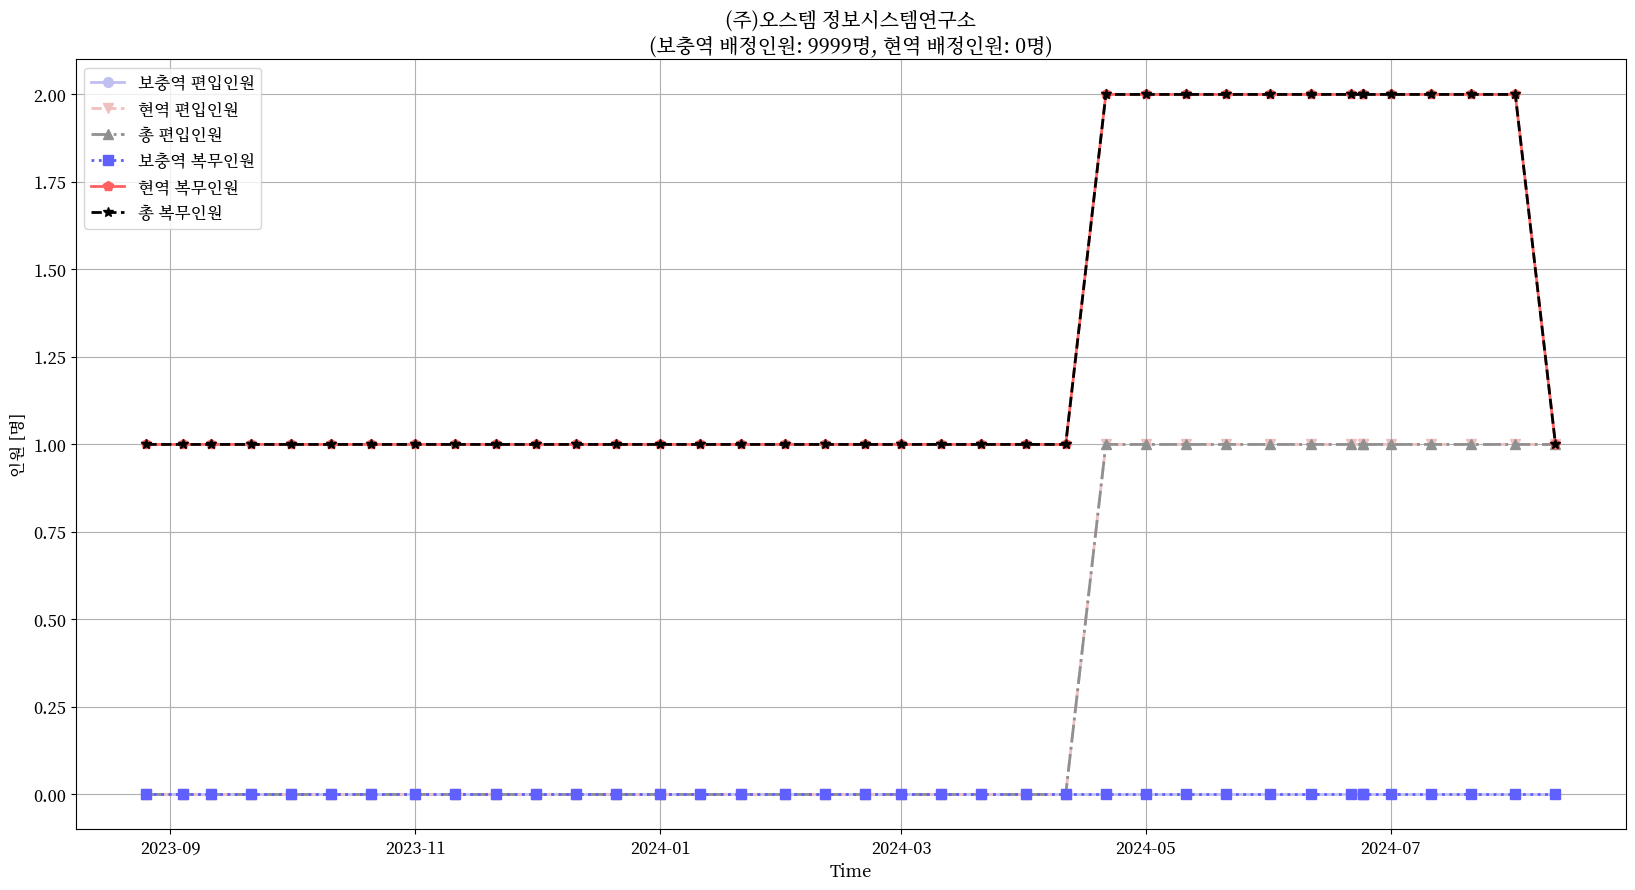 (주)오스템 정보시스템연구소
(보충역 배정인원: 9999명, 현역 배정인원: 0명)
보충역 편입인원
현역 편입인원
총 편입인원
보충역 복무인원
현역 복무인원
총 복무인원
2.00
1.75
1.50
1.25
1.00
0.75
0.50
0.25
0.00
인원 [명]
2023-09
2023-11
2024-01
2024-03
2024-05
2024-07
Time